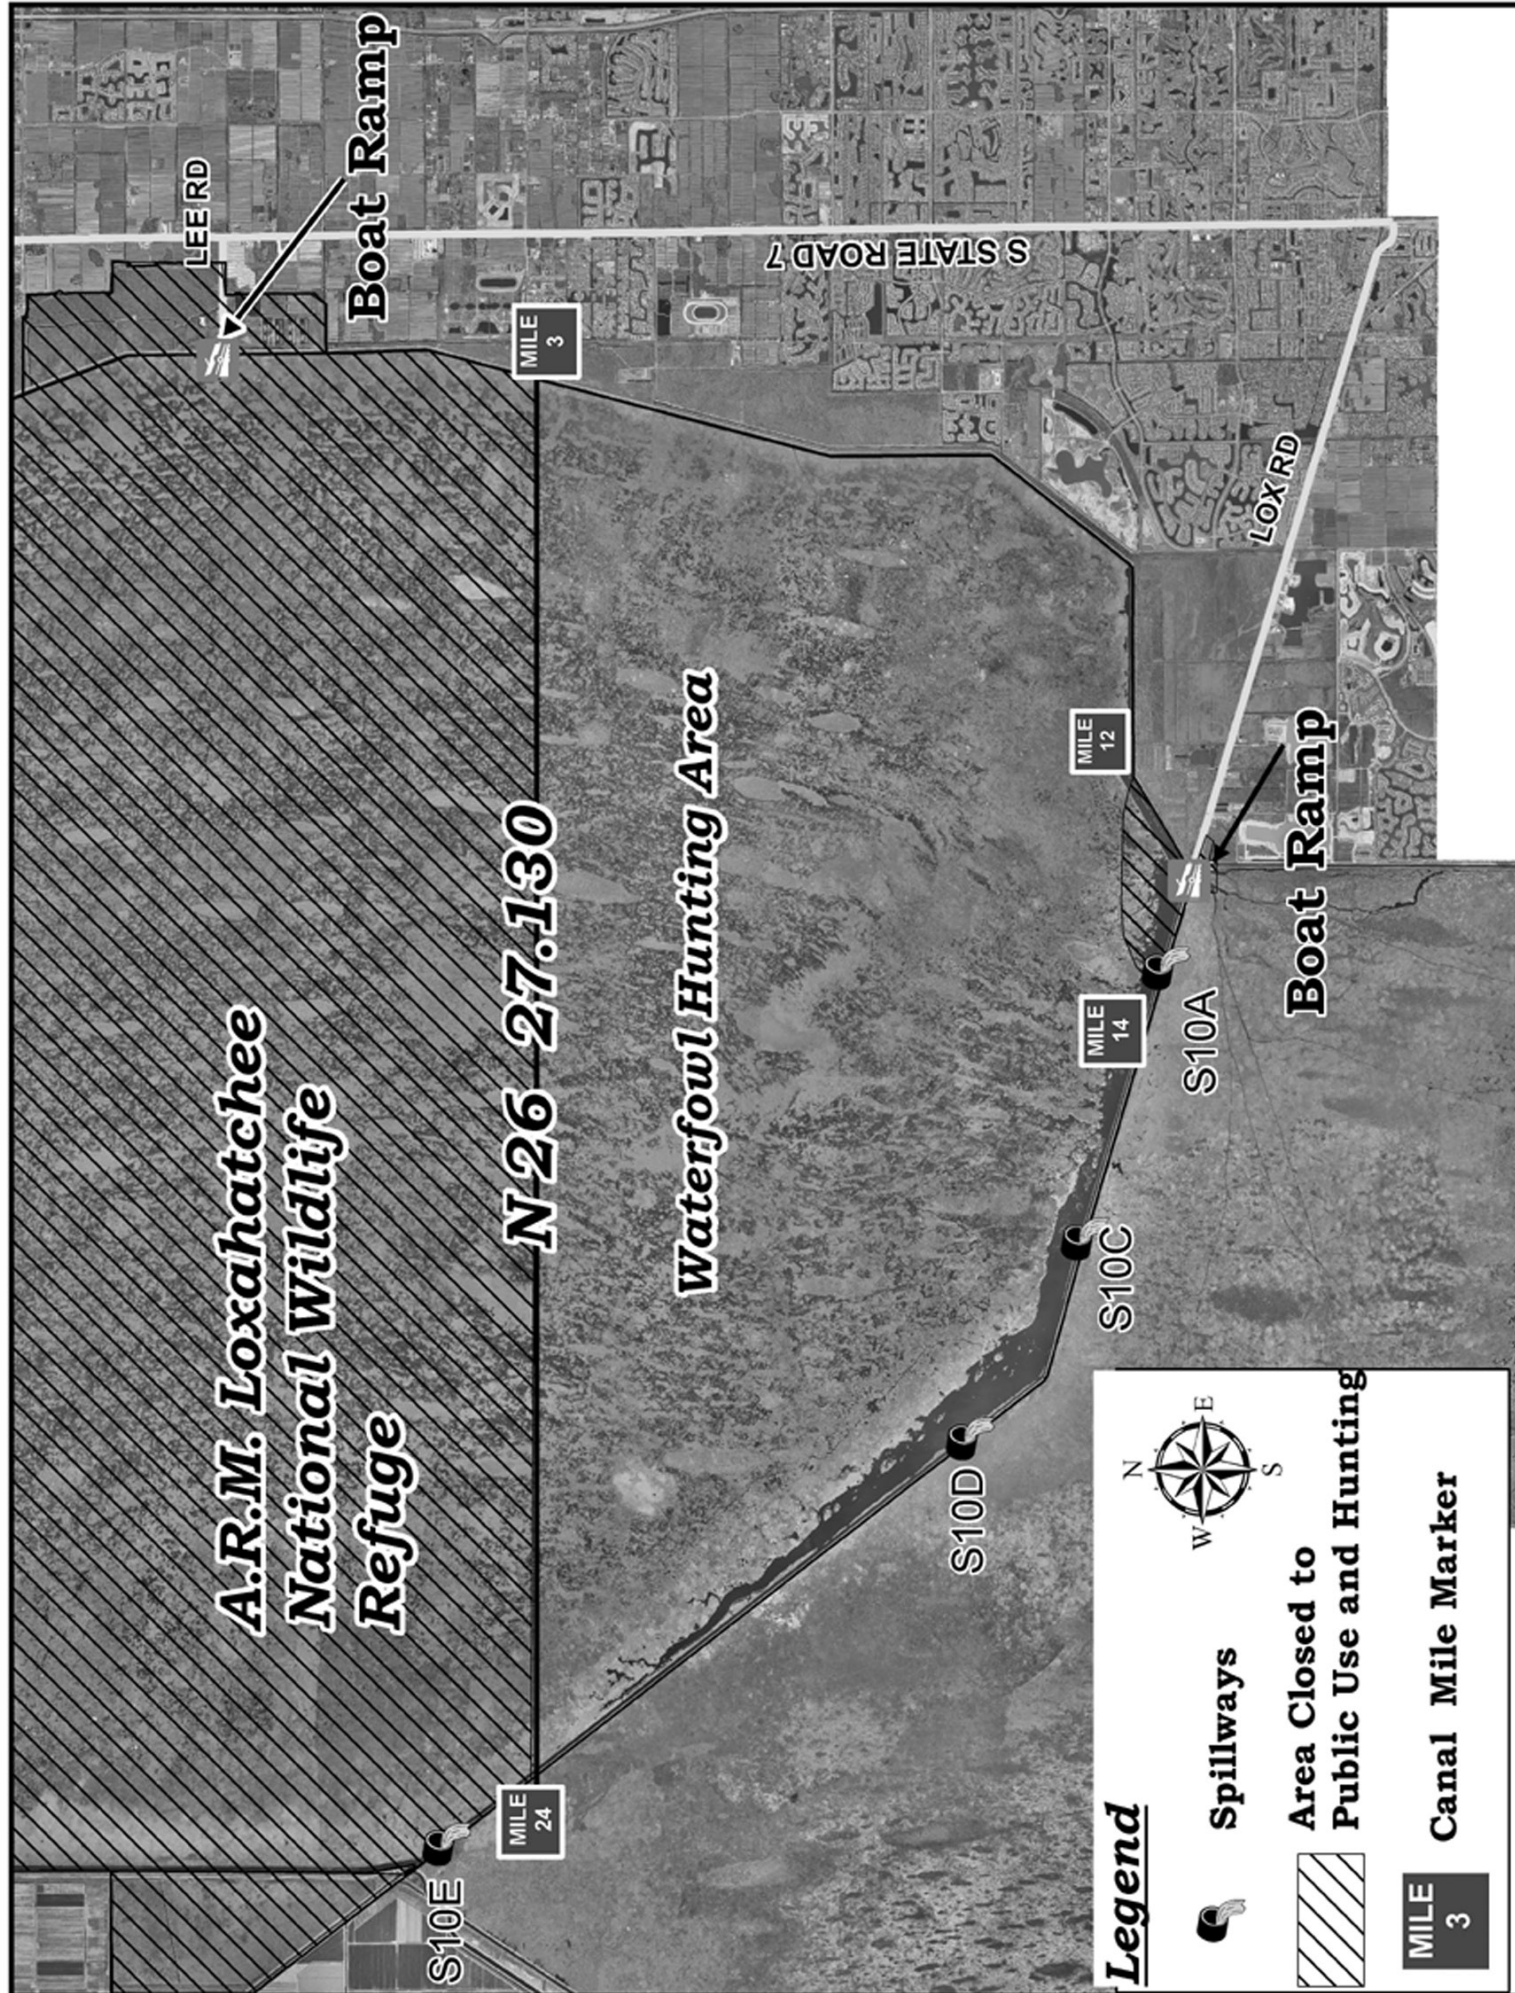 A.R.M. Loxahatchee
National Wildlife
Refuge
LEE RD
Boat Ramp
MILE
3
S STATE ROAD 7
N 26 27.130
Waterfowl Hunting Area
MILE
24
S10E
S10D
S10C
MILE
14
S10A
MILE
12
LOX RD
Boat Ramp
Legend
N
W
E
S
Spillways
Area Closed to
Public Use and Hunting
MILE
3
Canal Mile Marker